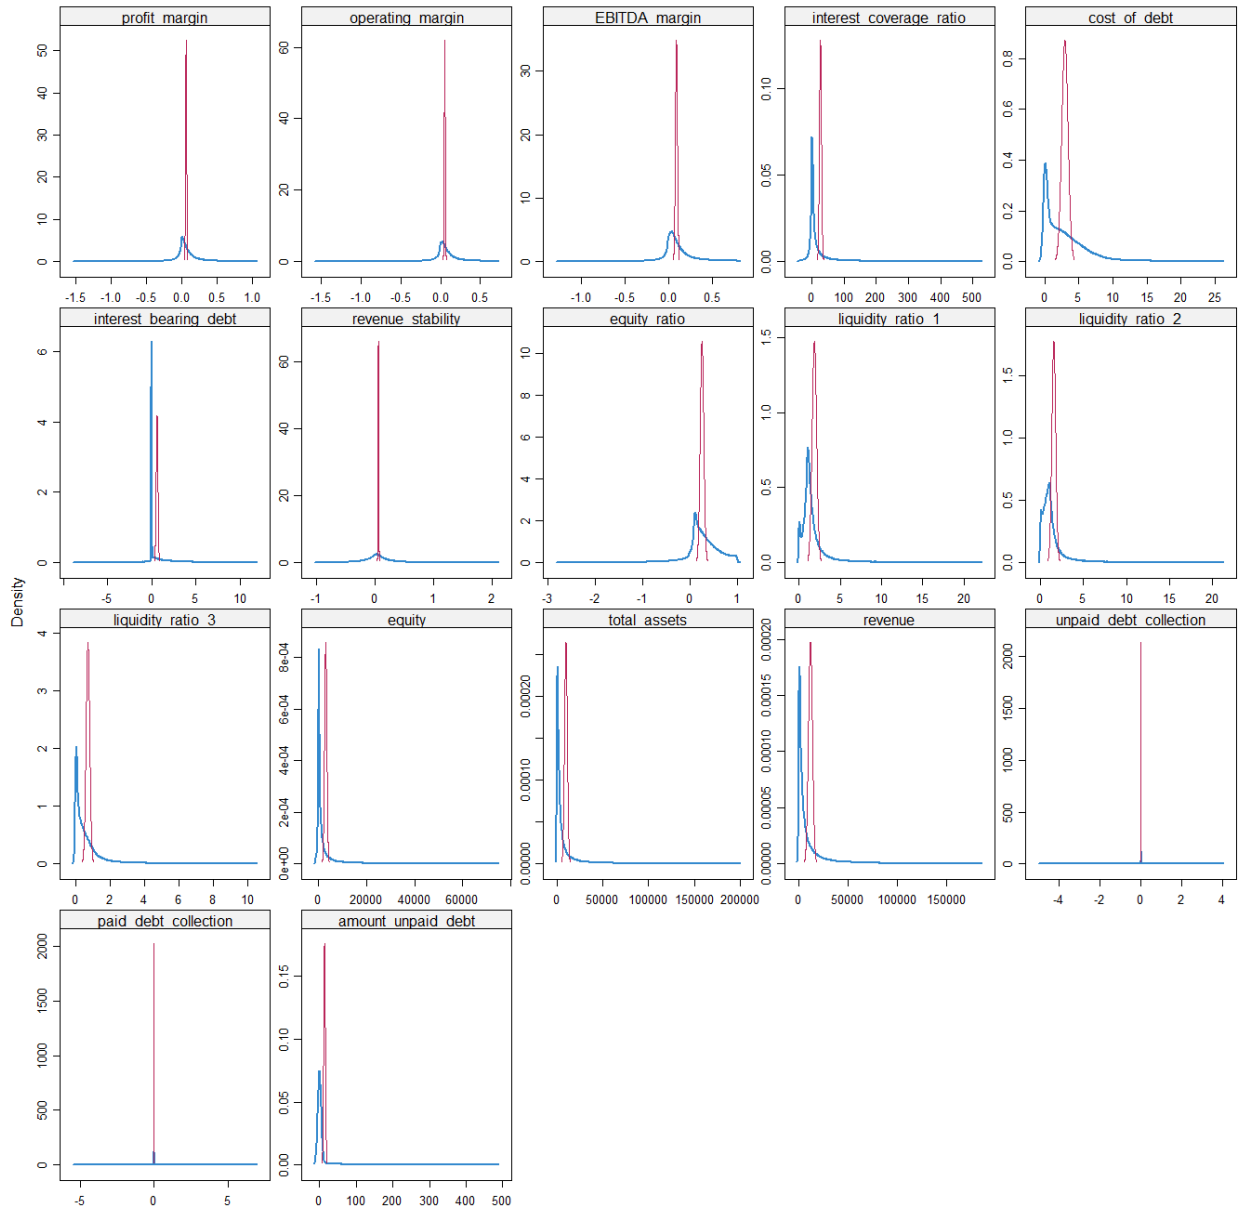 profit_margin operating_margin EBITDA_margin interest_coverage_ratio cost_of_debt
0 10 20 30 40 50
0 10 20 30 40 50 60
0 10 20 30
0.00 0.05 0.10
0.0 0.2 0.4 0.6 0.8
-1.5 -1.0 -0.5 0.0 0.5 1.0
-1.5 -1.0 -0.5 0.0 0.5
-1.0 -0.5 0.0 0.5
0 100 200 300 400 500
0 5 10 15 20 25
interest_bearing_debt revenue_stability equity_ratio liquidity_ratio_1 liquidity_ratio_2
0 2 4 6
0 20 40 60
0 2 4 6 8 10
0.0 0.5 1.0 1.5
0.0 0.5 1.0 1.5
-10 -5 0 5 10
-1 0 1 2
-3 -2 -1 0 1
0 5 10 15 20
0 5 10 15 20
Density
liquidity_ratio_3 equity total_assets revenue unpaid_debt_collection
0 1 2 3 4
0e+00 2e-04 4e-04 6e-04 8e-04
0.00000 0.00010 0.00020
0.00000 0.00005 0.00010 0.00015 0.00020
0 500 1000 1500 2000
0 2 4 6 8 10
0 20000 40000 60000
0 50000 100000 150000 200000
0 50000 100000 150000
-4 -2 0 2 4
paid_debt_collection amount_unpaid_debt
0 500 1000 1500 2000
0.00 0.05 0.10 0.15
-5 0 5
0 100 200 300 400 500